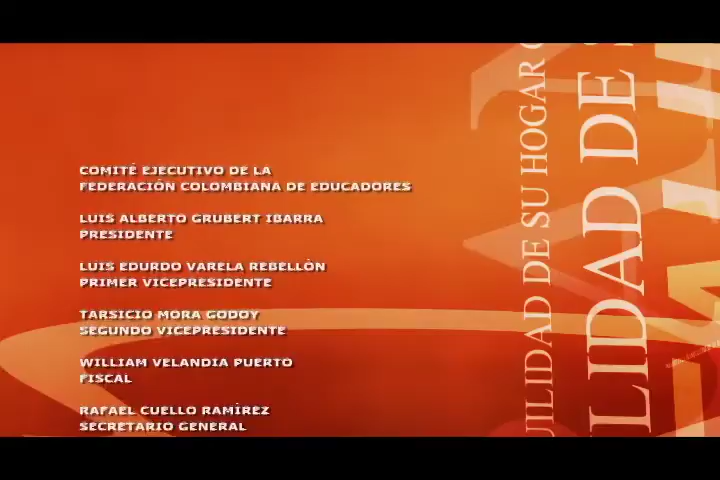 COMITÉ EJECUTIVO DE LA
FEDERACIÓN COLOMBIANA DE EDUCADORES
LUIS ALBERTO GRUBERT IBARRA
PRESIDENTE
LUIS EDURDO VARELA REBELLÓN
PRIMER VICEPRESIDENTE
TARSICIO MORA GODOY
SEGUNDO VICEPRESIDENTE
WILLIAM VELANDIA PUERTO
FISCAL
RAFAEL CUELLO RAMÍREZ
SECRETARIO GENERAL
UILIDAD DE SU HOGAR
LIDAD DE